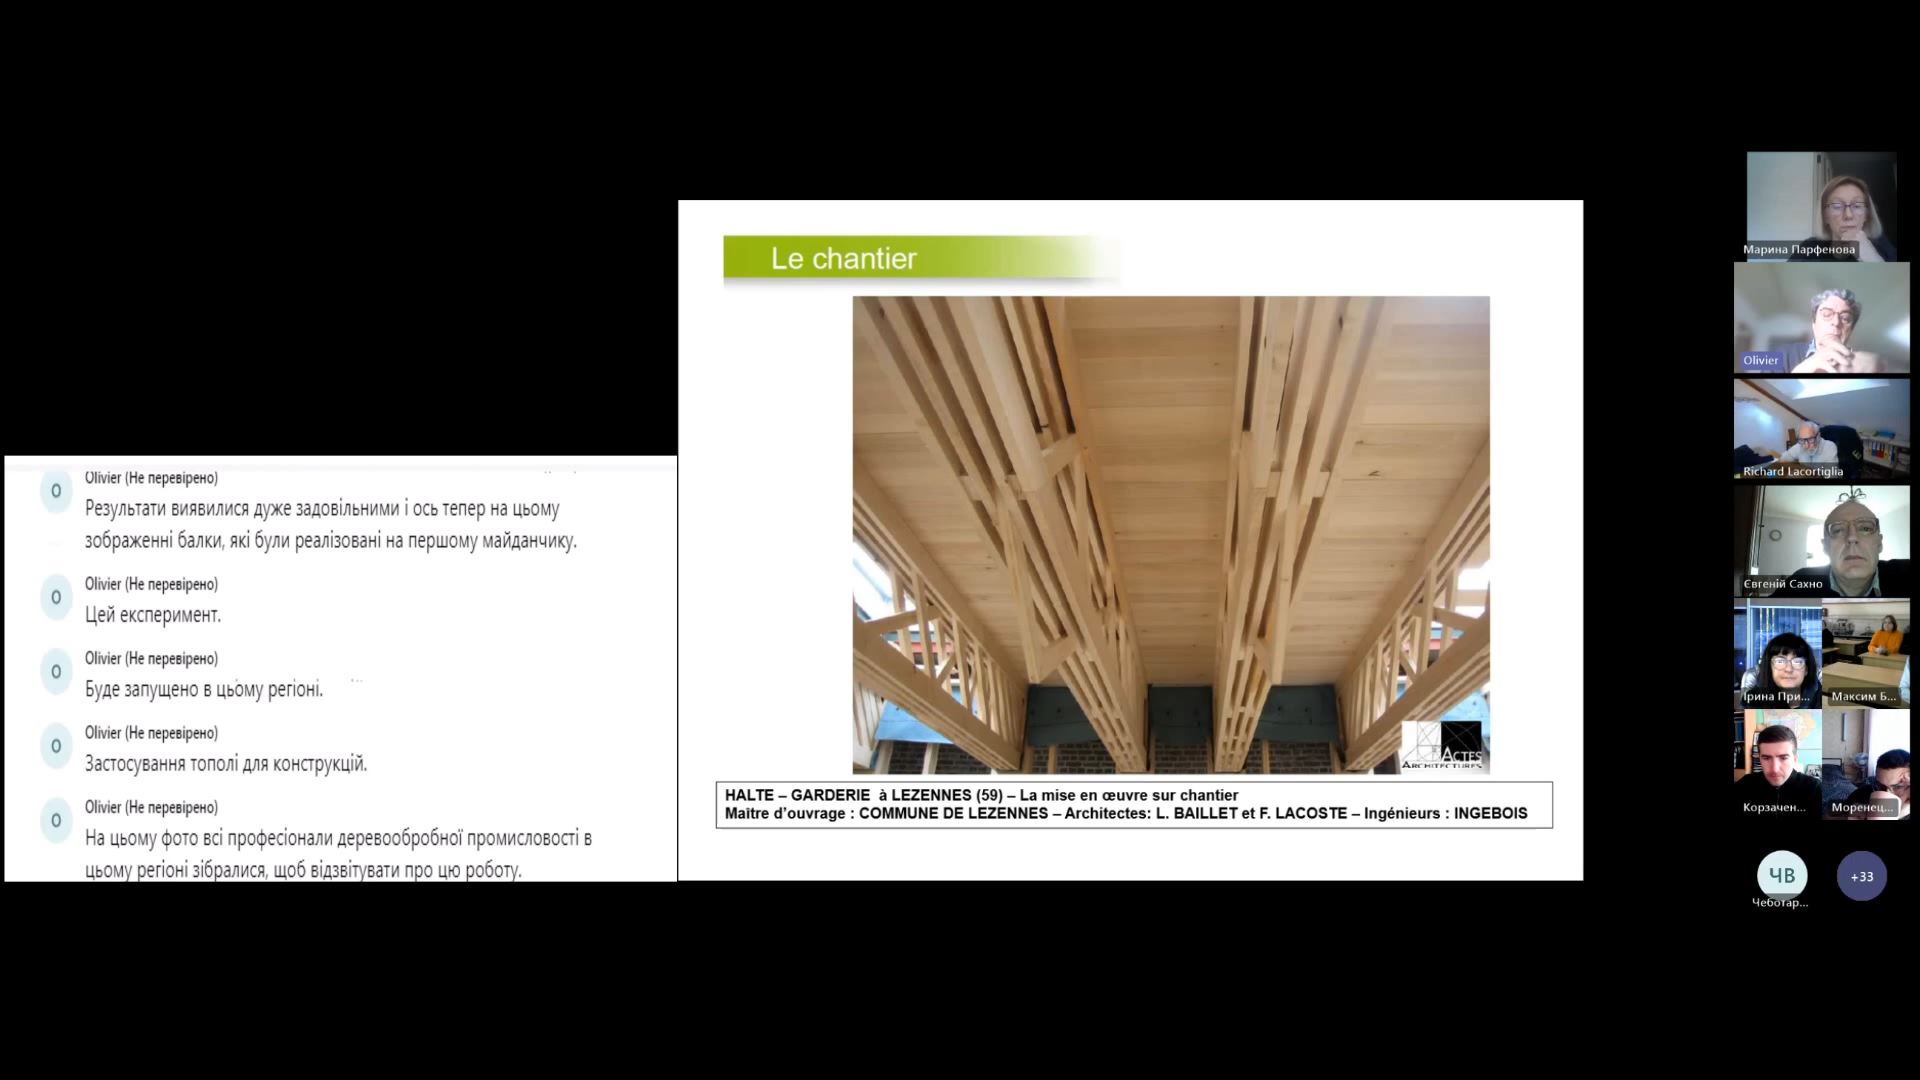 Olivier (Не перевірено)
О
Результати виявилися дуже задовільними і ось тепер на цьому
зображенні балки, які були реалізовані на першому майданчику.
Olivier (Не перевірено)
О
Цей експеримент.
Olivier (Не перевірено)
О
Буде запущено в цьому регіоні.
Olivier (Не перевірено)
О
Застосування тополі для конструкцій.
Olivier (Не перевірено)
О
На цьому фото всі професіонали деревообробної промисловості в
цьому регіоні зібралися, щоб відзвітувати про цю роботу.
Le chantier
ACTES
ARCHITECTURES
HALTE – GARDERIE à LEZENNES (59) – La mise en œuvre sur chantier
Maître d'ouvrage : COMMUNE DE LEZENNES – Architectes: L. BAILLET et F. LACOSTE – Ingénieurs : INGEBOIS
Марина Парфенова
Olivier
Richard Lacortiglia
Євгеній Сахно
Ірина При...
Максим Б...
Корзачен...
Моренец...
ЧВ
Чеботар...
+33